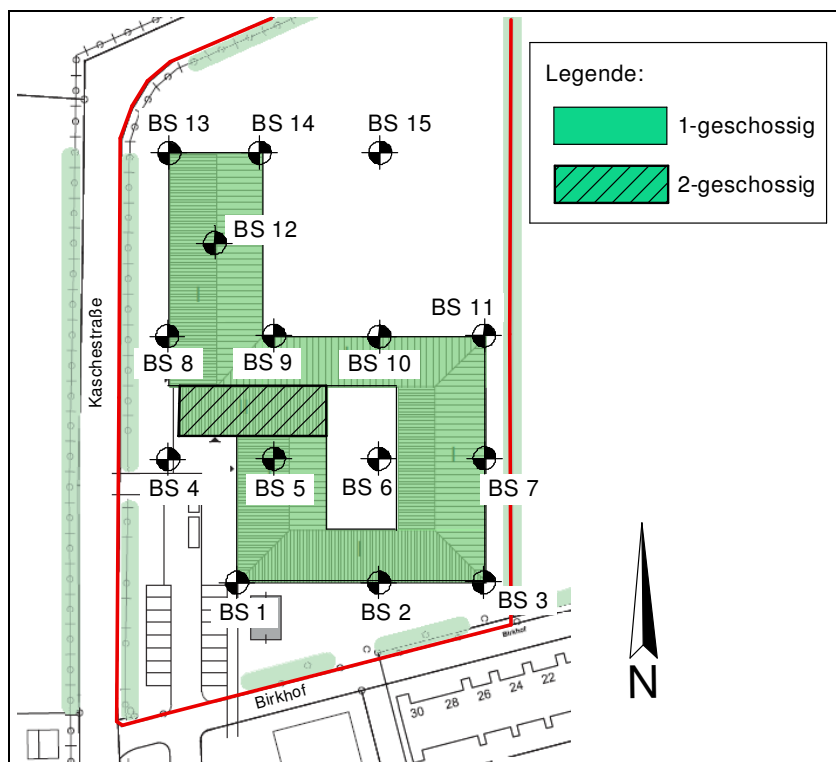 Legende:
1-geschossig
2-geschossig
BS 13
BS 14
BS 15
BS 12
BS 11
BS 8
BS 9
BS 10
Kaschestraße
BS 4
BS 5
BS 6
BS 7
BS 1
BS 2
BS 3
Birkhof
Birkhof
30
28
26
24
22
N